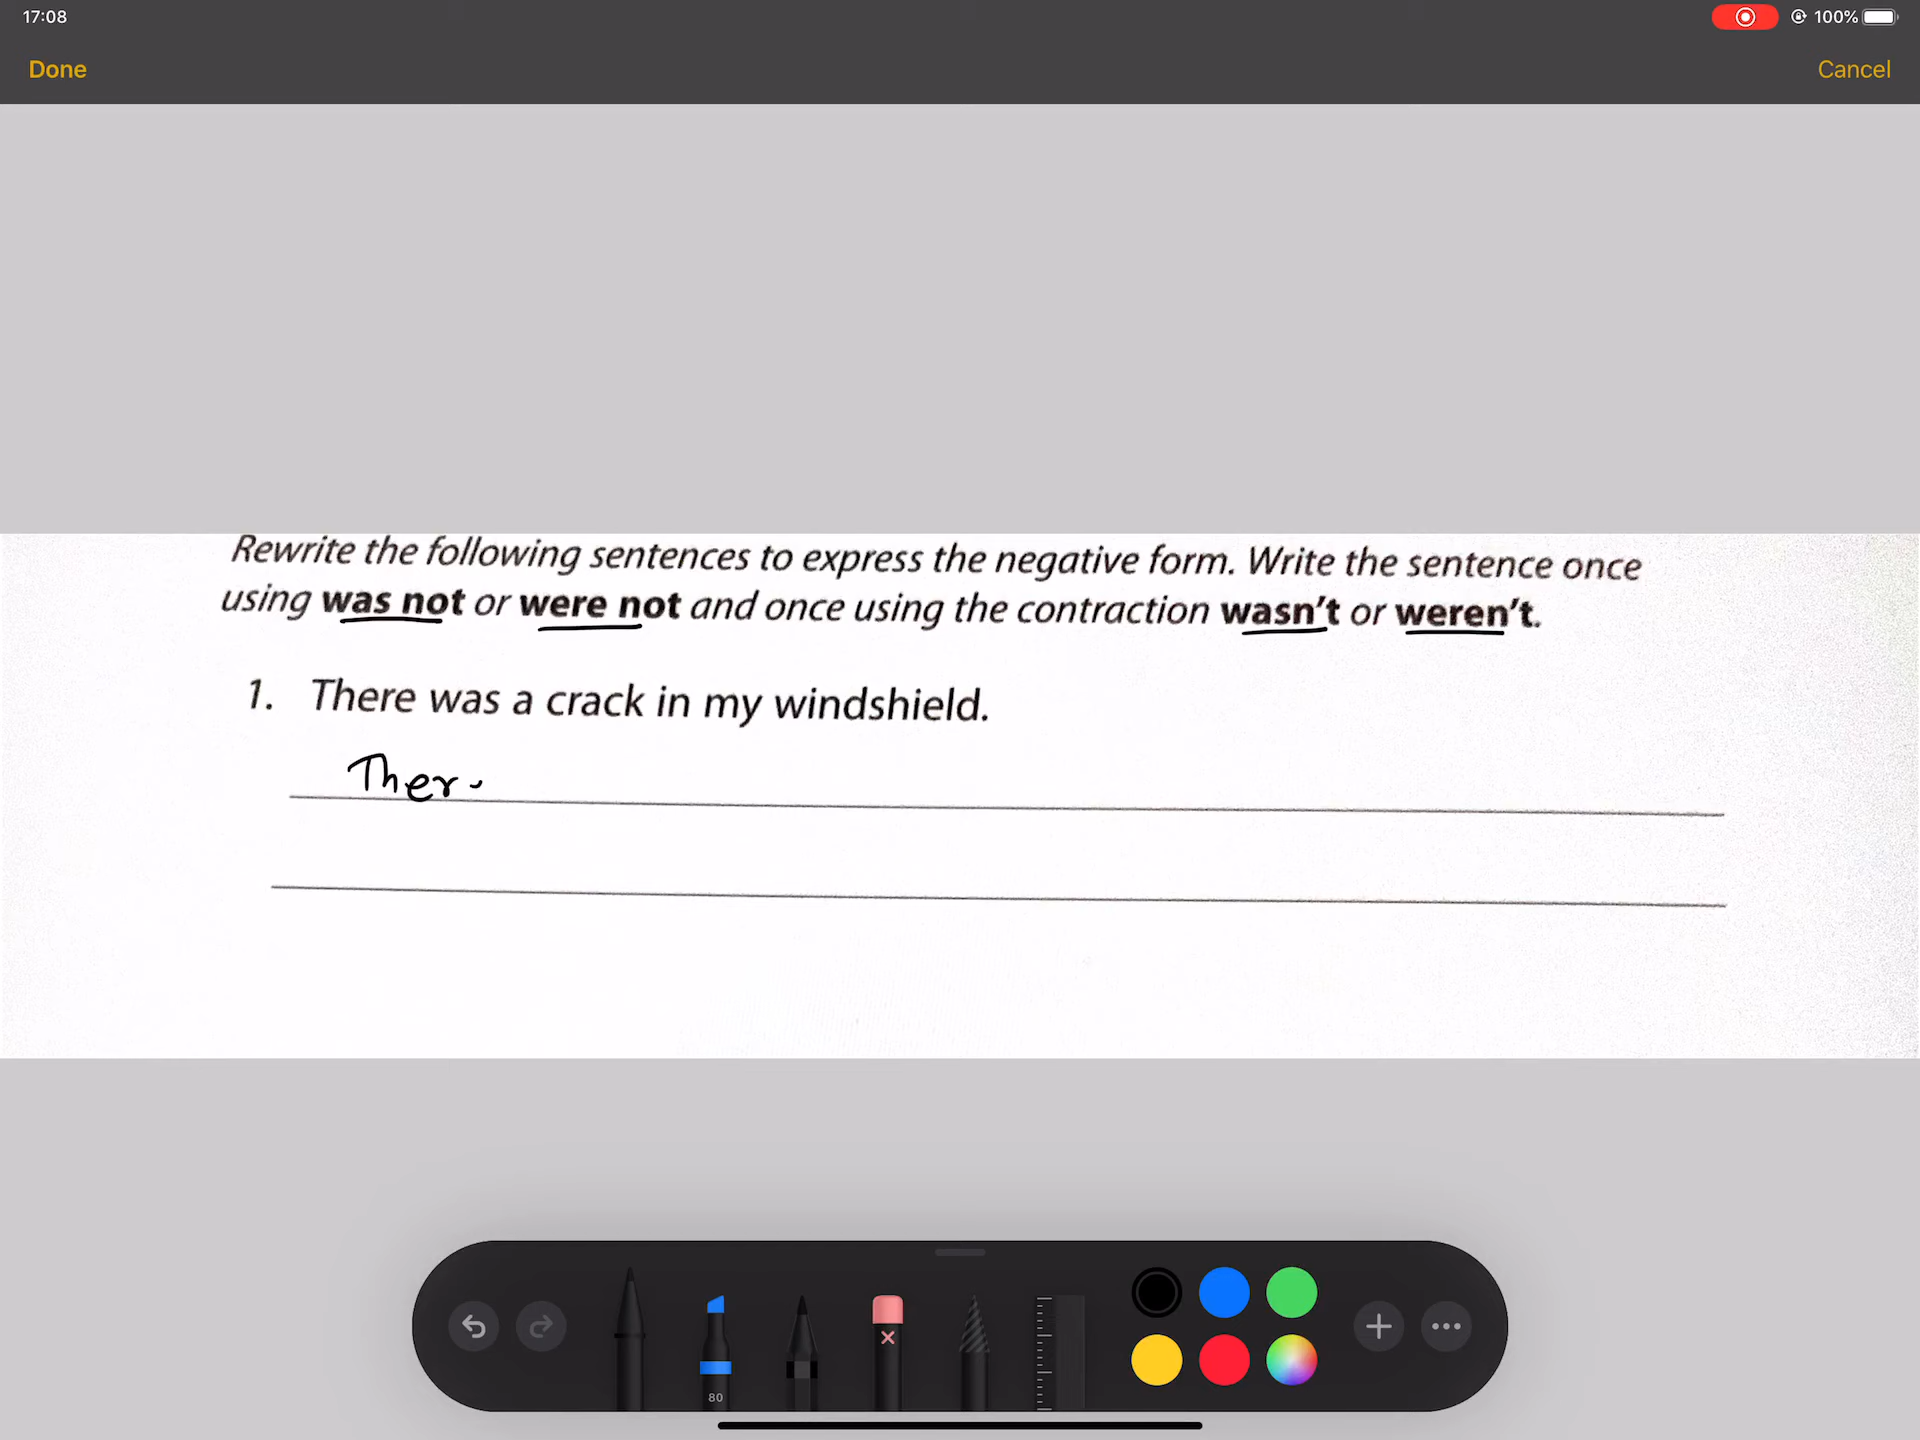 17:08
100%
Done
Cancel
Rewrite the following sentences to express the negative form. Write the sentence once
using was not or were not and once using the contraction wasn't or weren't.
1. There was a crack in my windshield.
Ther
80